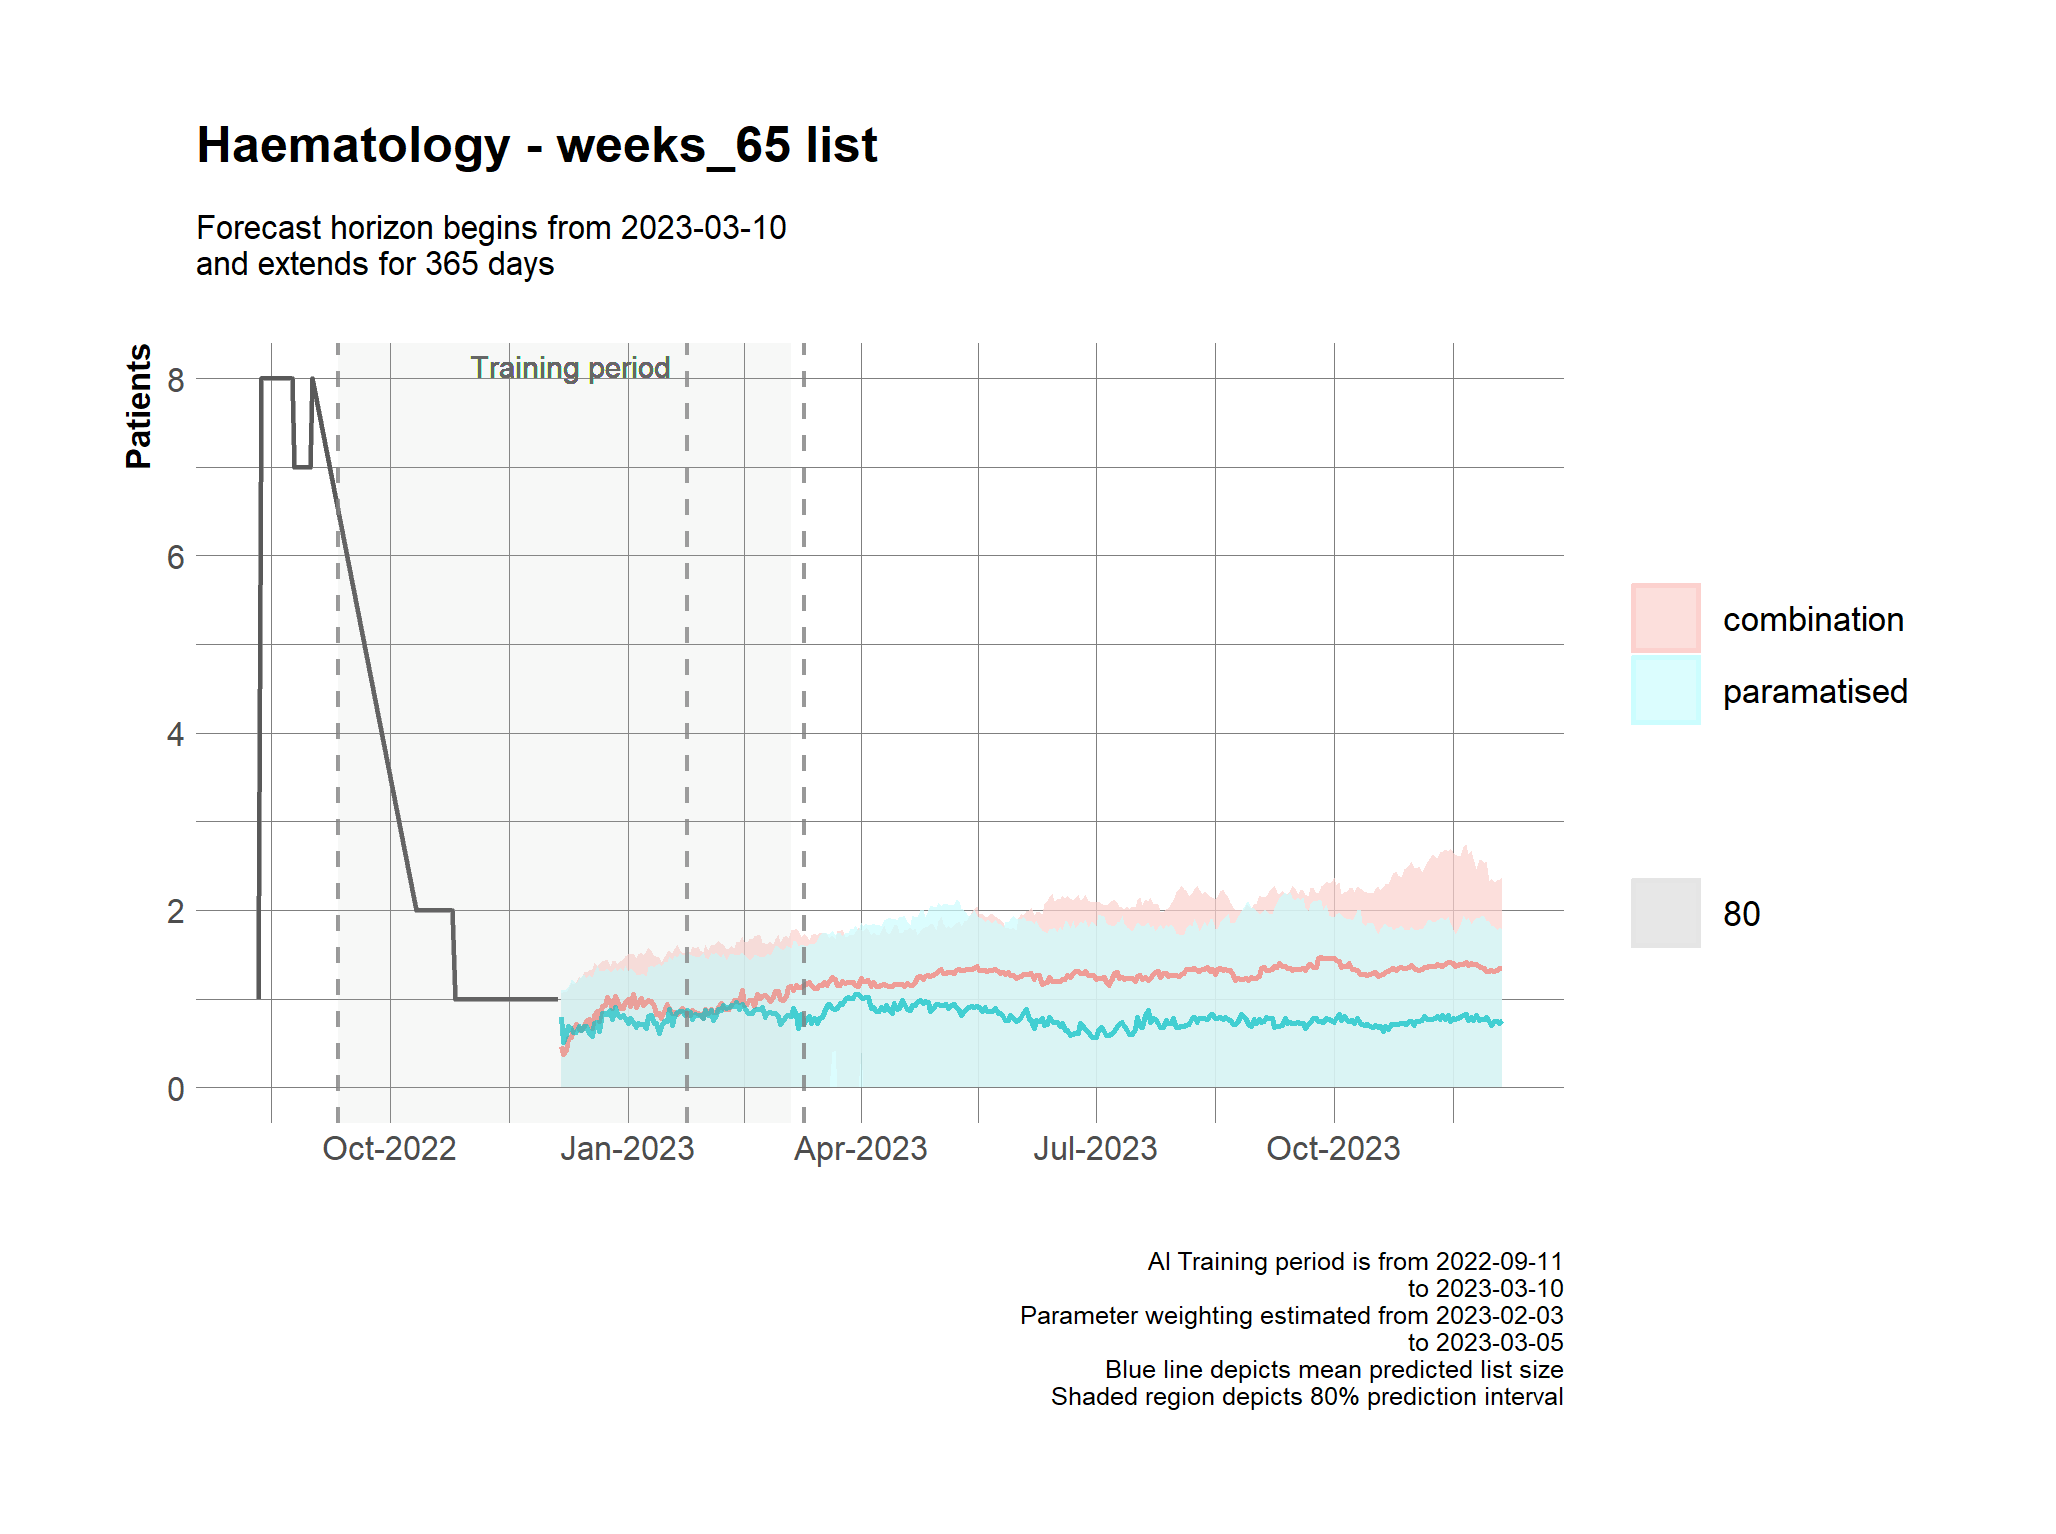 Haematology - weeks_65 list
Forecast horizon begins from 2023-03-10
and extends for 365 days
Patients
Training period
8
6
4
2
0
Oct-2022
Jan-2023
Apr-2023
Jul-2023
Oct-2023
combination
paramatised
80
AI Training period is from 2022-09-11
to 2023-03-10
Parameter weighting estimated from 2023-02-03
to 2023-03-05
Blue line depicts mean predicted list size
Shaded region depicts 80% prediction interval